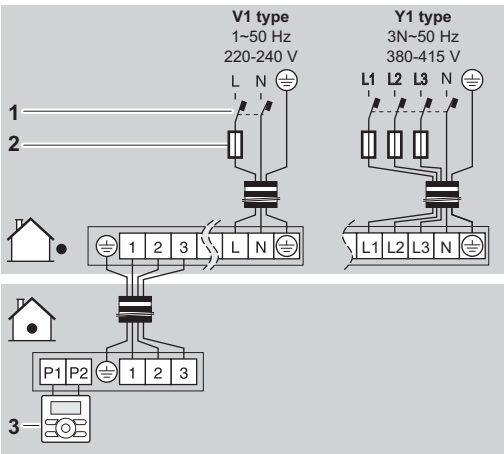 V1 type
1~50 Hz
220-240 V
L N
Y1 type
3N~50 Hz
380-415 V
L1 L2 L3 N
1
2
1 2 3 L N
L1 L2 L3 N
P1 P2 1 2 3
3